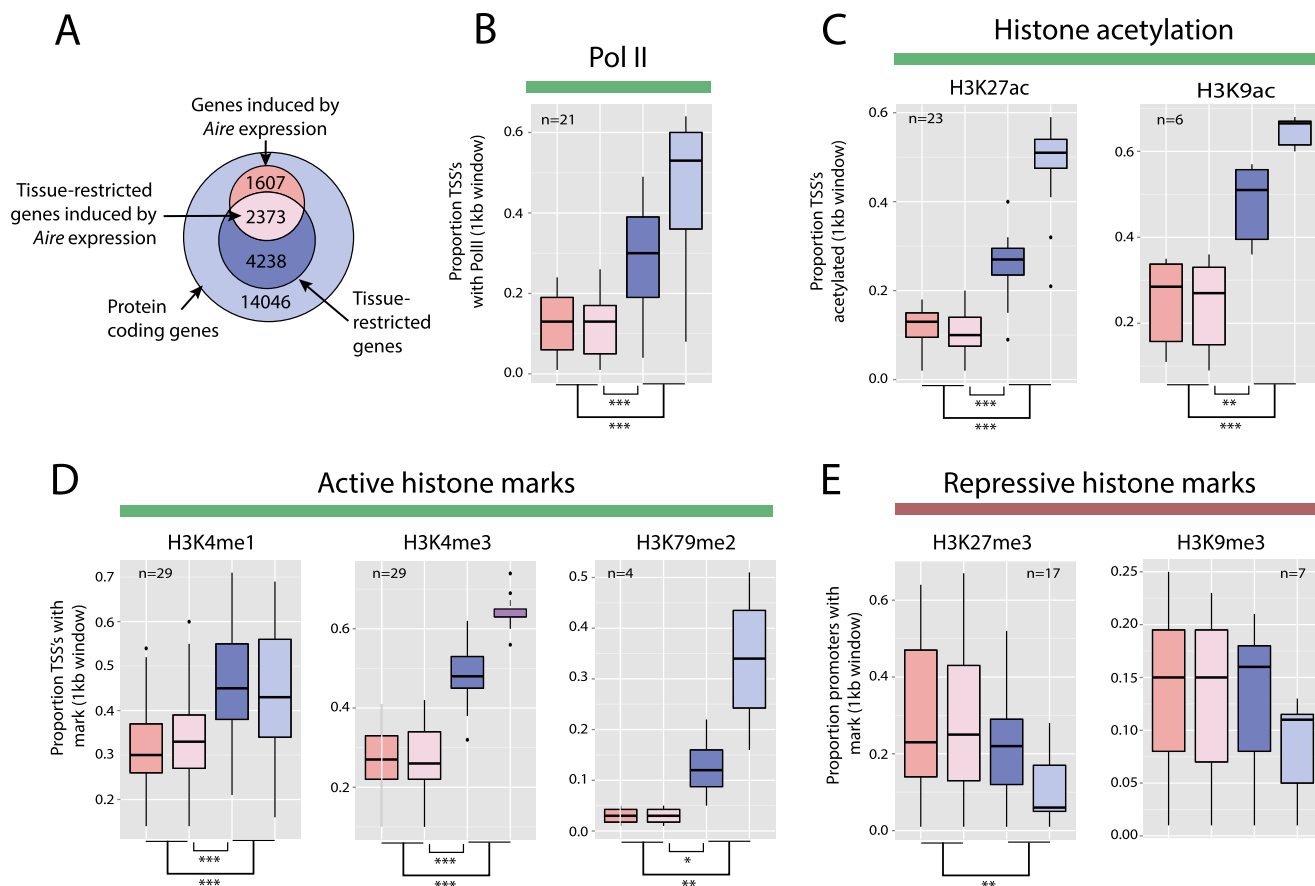 A
Genes induced by
Aire expression
Tissue-restricted
genes induced by
Aire expression
1607
2373
4238
14046
Protein
coding genes
Tissue-
restricted
genes
B
Pol II
n=21
Proportion TSS's
with PolII (1kb window)
0.6
0.4
0.2
0.0
***
***
C
Histone acetylation
H3K27ac
n=23
Proportion TSS's
acetylated (1kb window)
0.6
0.3
0.0
***
***
H3K9ac
n=6
0.6
0.4
0.2
**
***
D
Active histone marks
H3K4me1
n=29
Proportion TSSs with
mark (1kb window)
0.7
0.6
0.5
0.4
0.3
0.2
***
***
H3K4me3
n=29
0.6
0.4
0.2
***
***
H3K79me2
n=4
0.5
0.4
0.3
0.2
0.1
0.0
*
**
E
Repressive histone marks
H3K27me3
n=17
Proportion promoters with
mark (1kb window)
0.6
0.4
0.2
0.0
**
H3K9me3
n=7
0.25
0.20
0.15
0.10
0.05
0.00